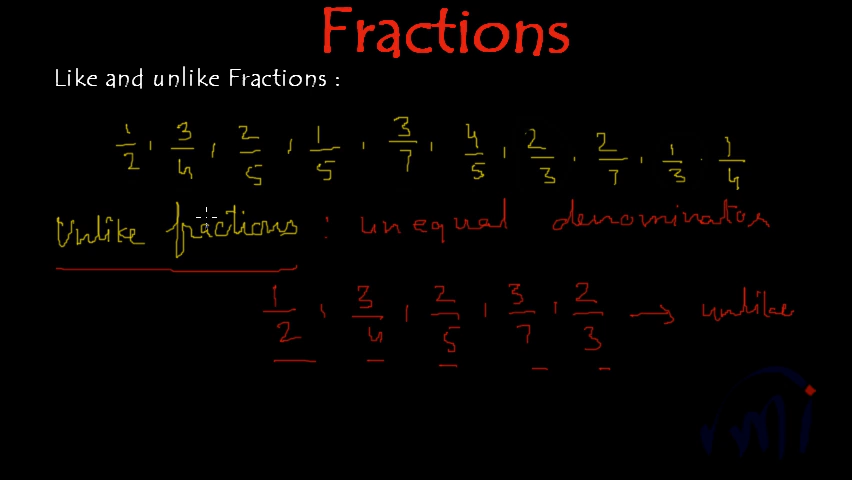 Fractions
Like and unlike Fractions :
1/2, 3/4, 2/5, 1/5, 3/7, 4/5, 2/3, 2/7, 1/3, 1/4
Unlike fractions : unequal denominator
1/2, 3/4, 2/5, 3/7, 2/3 → unlike
rmi